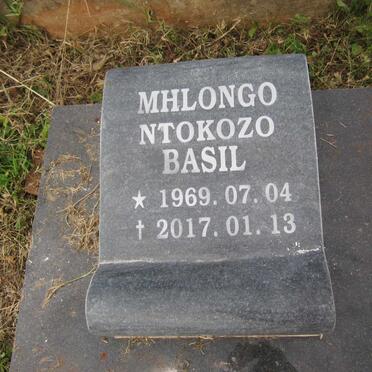 MHLONGO
NTOKOZO
BASIL
★ 1969.07.04
† 2017.01.13